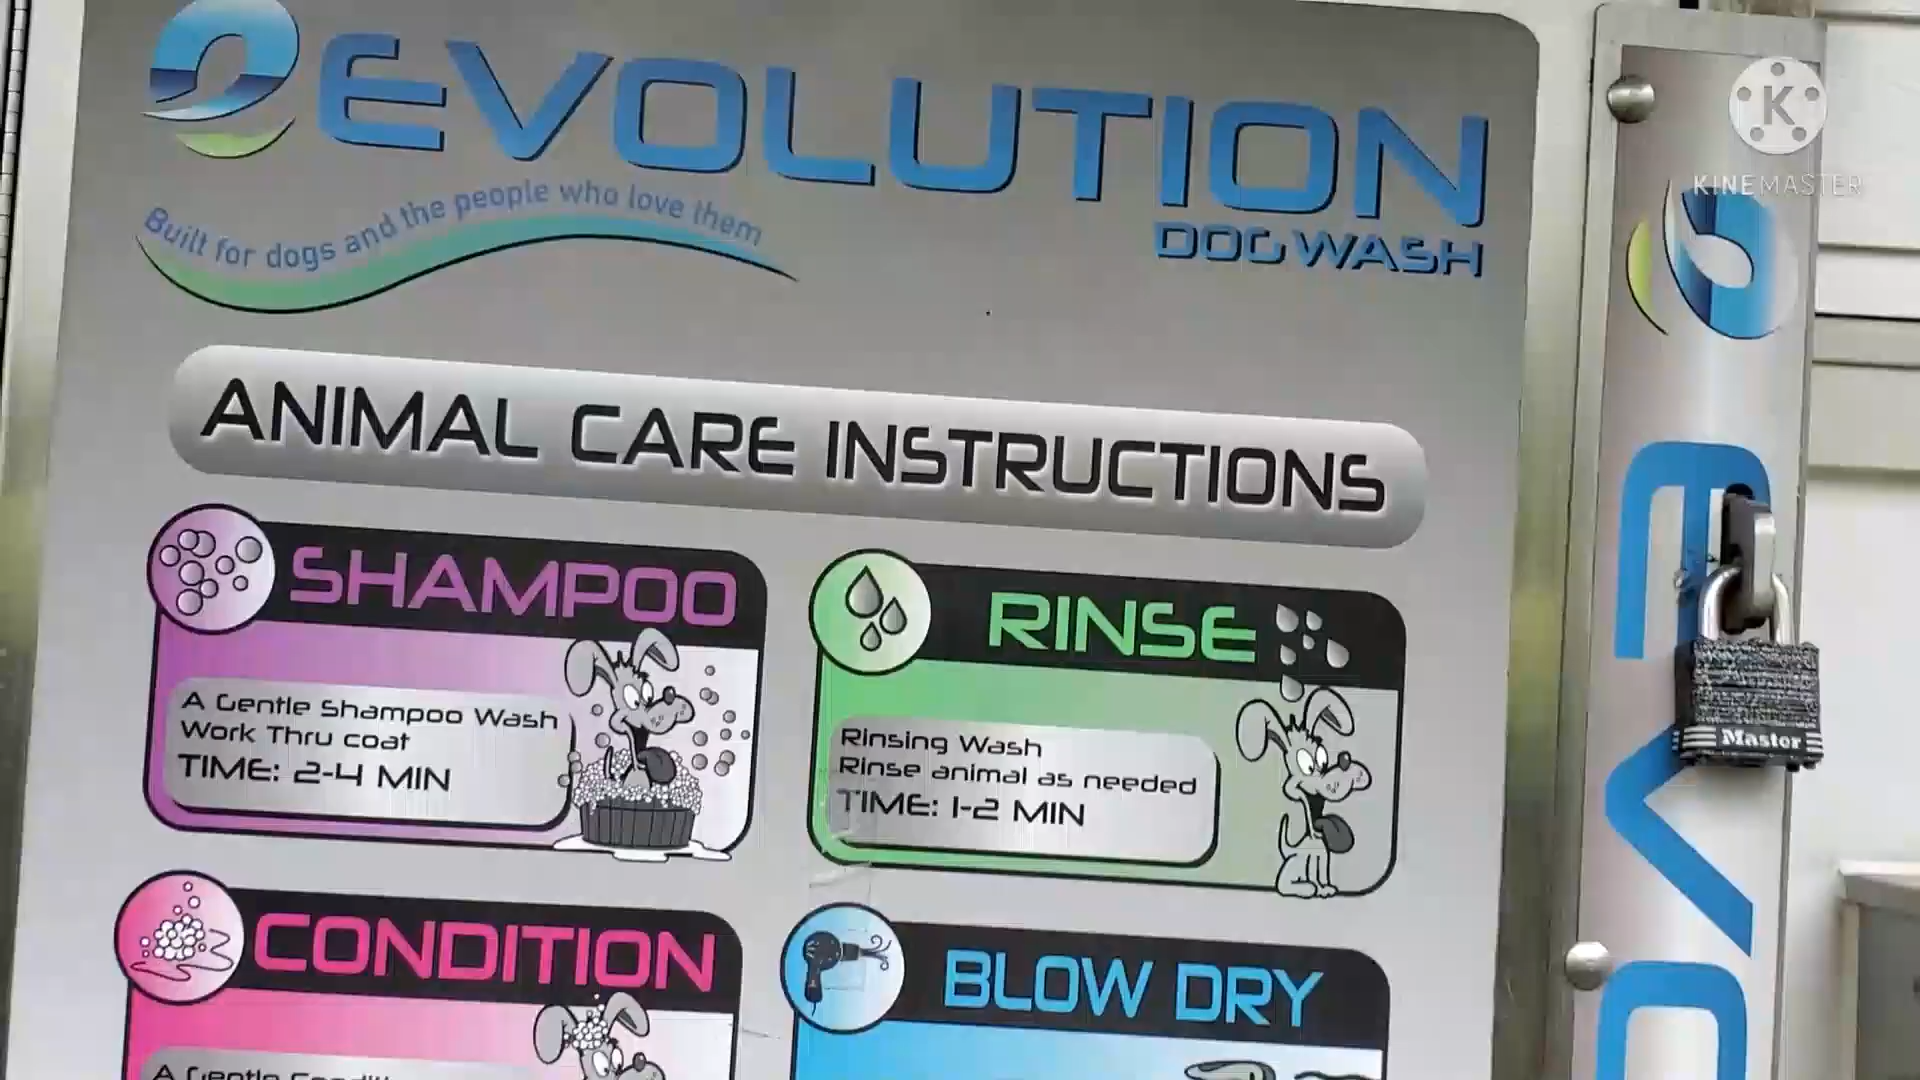 EVOLUTION
DOG WASH
Built for dogs and the people who love them
ANIMAL CARE INSTRUCTIONS
SHAMPOO
A Gentle Shampoo Wash
Work Thru coat
TIME: 2-4 MIN
RINSE
Rinsing Wash
Rinse animal as needed
TIME: 1-2 MIN
CONDITION
A Gentle
BLOW DRY
K
KINEMASTER
EVO
Master